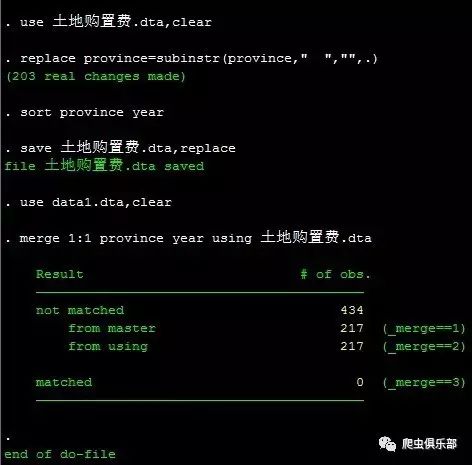 . use 土地购置费.dta,clear
. replace province=subinstr(province,"  ","",.)
(203 real changes made)
. sort province year
. save 土地购置费.dta,replace
file 土地购置费.dta saved
. use data1.dta,clear
. merge 1:1 province year using 土地购置费.dta
Result # of obs.
not matched 434
from master 217 (_merge==1)
from using 217 (_merge==2)
matched 0 (_merge==3)
.
end of do-file
爬虫俱乐部